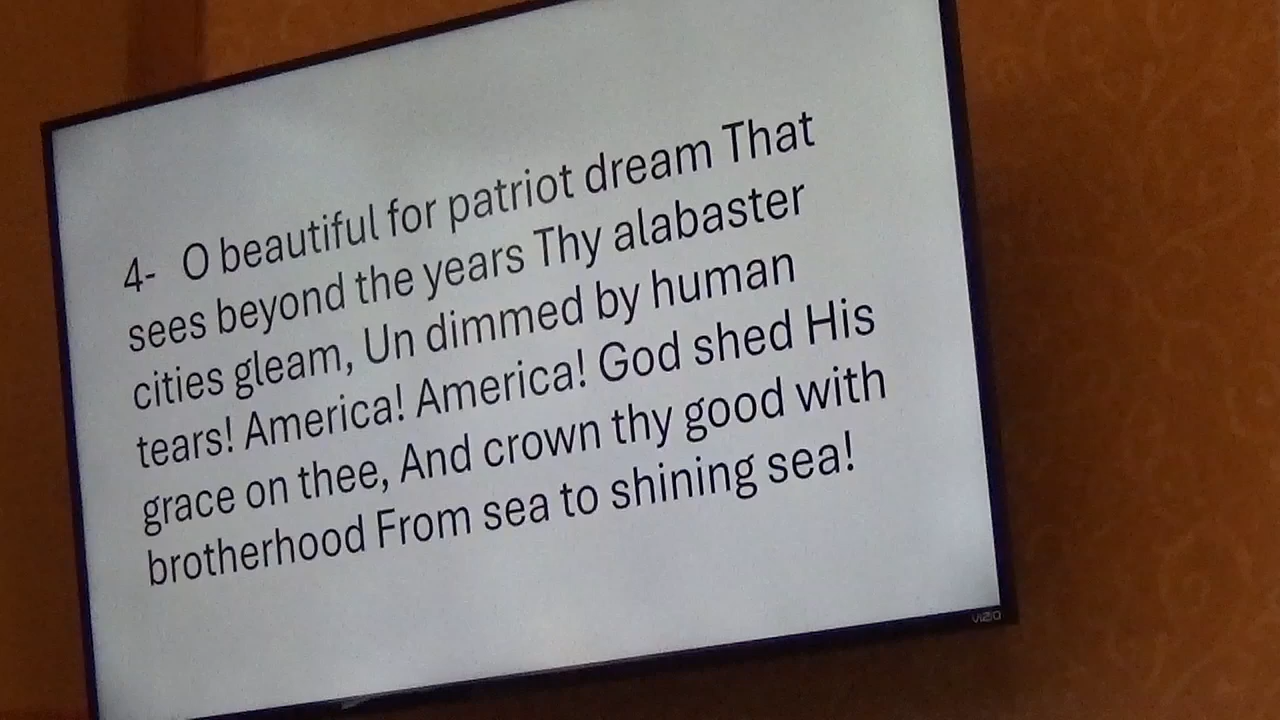 4- O beautiful for patriot dream That
sees beyond the years Thy alabaster
cities gleam, Un dimmed by human
tears! America! America! God shed His
grace on thee, And crown thy good with
brotherhood From sea to shining sea!
VIZIO